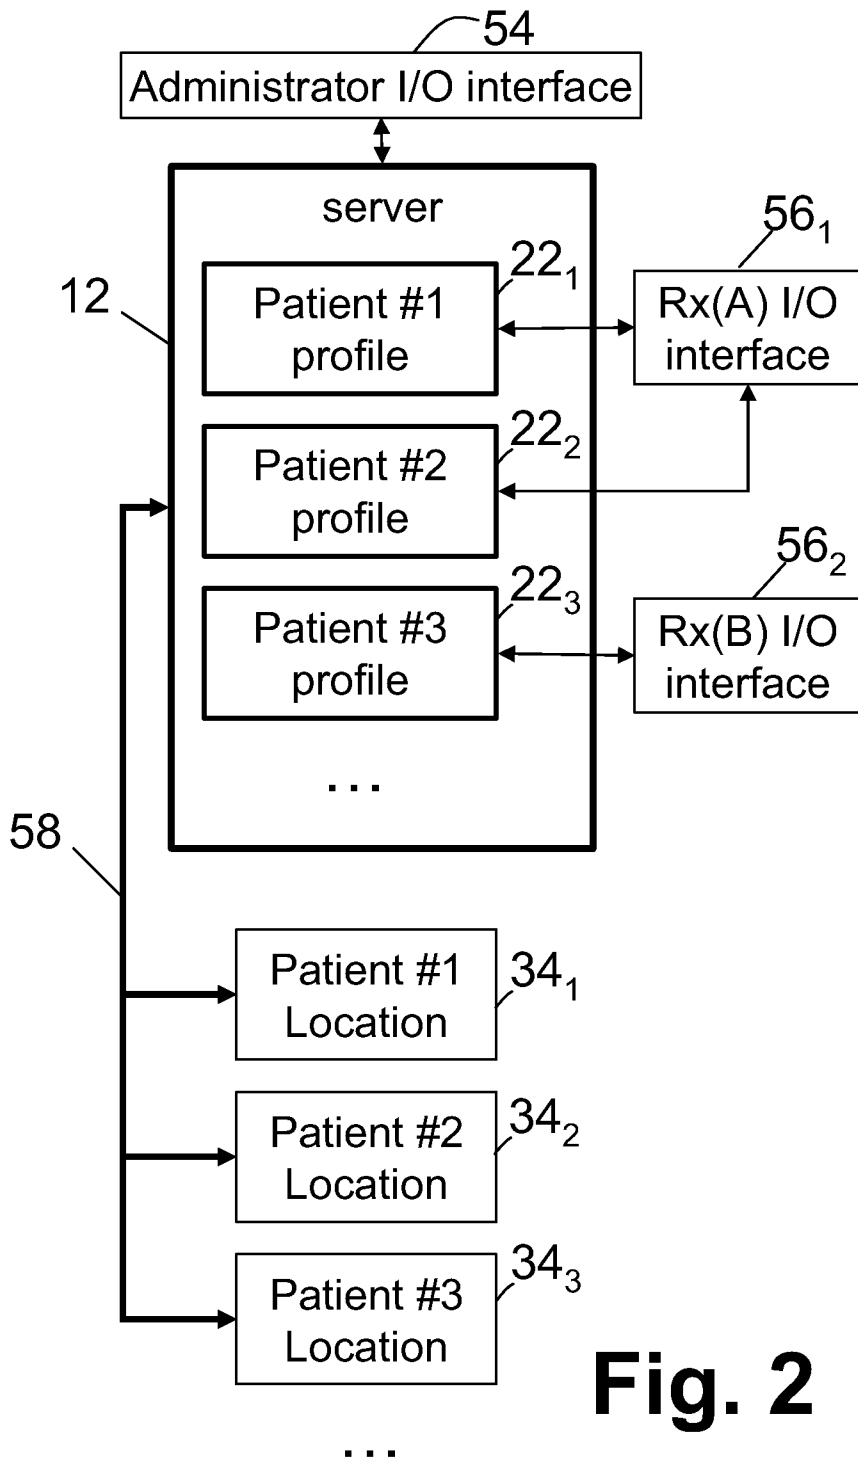 54
Administrator I/O interface
server
12
Patient #1
profile
22₁
56₁
Rx(A) I/O
interface
Patient #2
profile
22₂
Patient #3
profile
22₃
56₂
Rx(B) I/O
interface
...
58
Patient #1
Location
34₁
Patient #2
Location
34₂
Patient #3
Location
34₃
...
Fig. 2